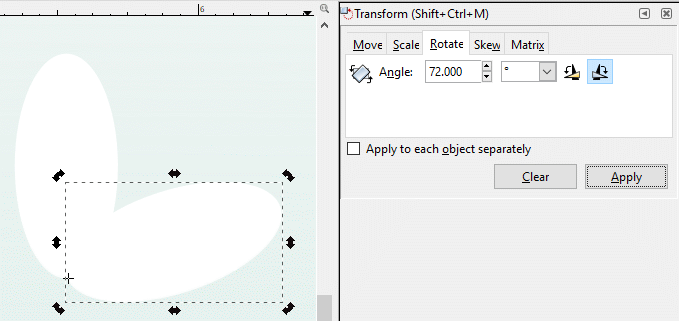 6
Transform (Shift+Ctrl+M)
Move Scale Rotate Skew Matrix
Angle: 72.000 °
Apply to each object separately
Clear Apply